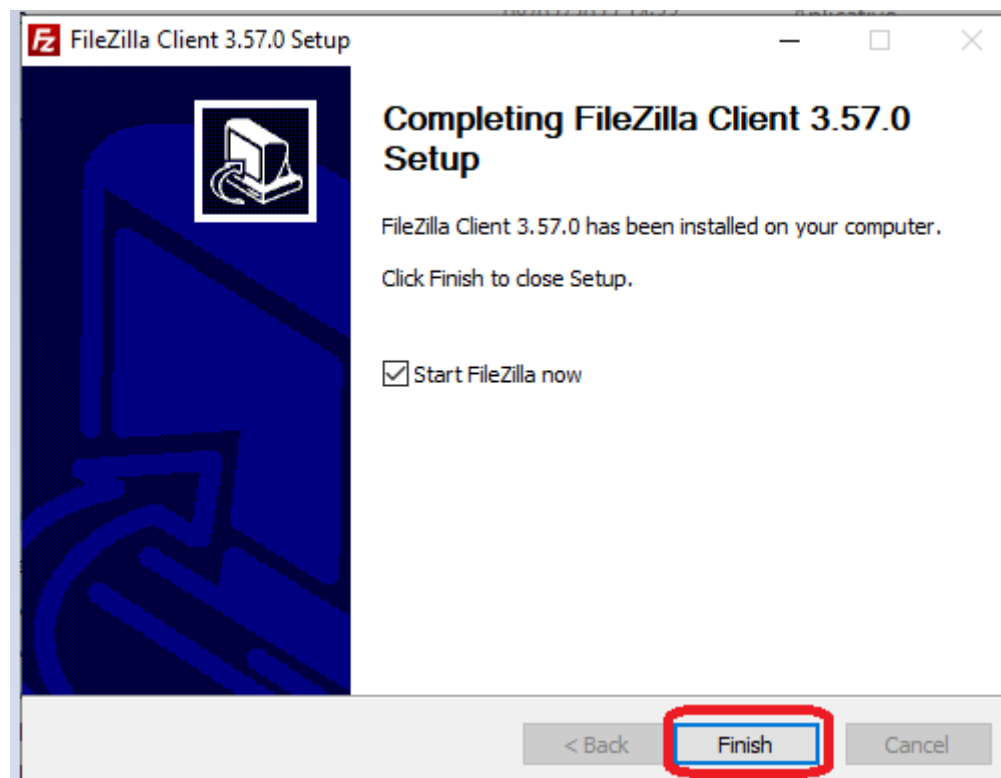 FileZilla Client 3.57.0 Setup
Completing FileZilla Client 3.57.0
Setup
FileZilla Client 3.57.0 has been installed on your computer.
Click Finish to close Setup.
Start FileZilla now
< Back
Finish
Cancel